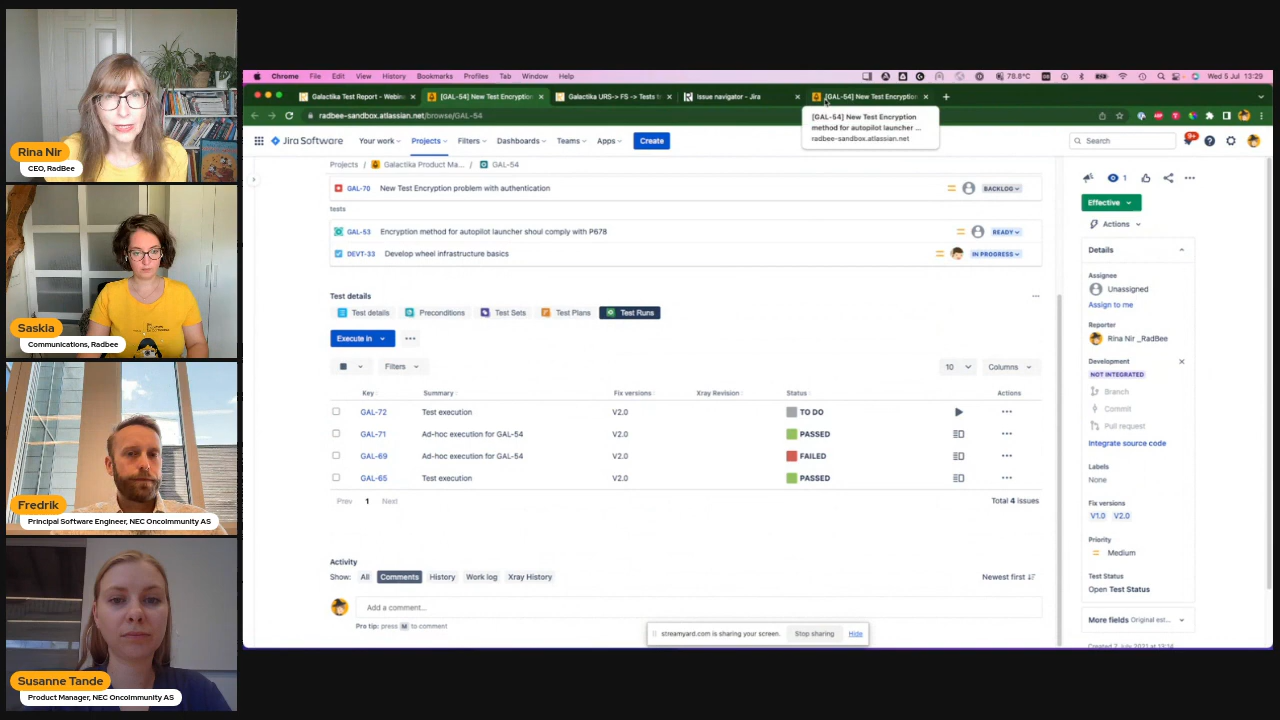 Rina Nir
CEO, RadBee
Saskia
Communications, Radbee
Fredrik
Principal Software Engineer, NEC OncoImmunity AS
Susanne Tande
Product Manager, NEC OncoImmunity AS
Chrome File Edit View History Bookmarks Profiles Tab Window Help
78.8°C
Wed 5 Jul 13:29
Galactika Test Report - Webin
[GAL-54] New Test Encryption
Galactika URS-> FS -> Tests t
Issue navigator - Jira
[GAL-54] New Test Encryption
radbee-sandbox.atlassian.net/browse/GAL-54
[GAL-54] New Test Encryption
method for autopilot launcher ...
radbee-sandbox.atlassian.net
Jira Software Your work Projects Filters Dashboards Teams Apps Create
Search
9+
Projects / Galactika Product Ma... / GAL-54
GAL-70 New Test Encryption problem with authentication BACKLOG
tests
GAL-53 Encryption method for autopilot launcher shoul comply with P678 READY
DEVT-33 Develop wheel infrastructure basics IN PROGRESS
Test details
Test details Preconditions Test Sets Test Plans Test Runs
Execute in
Filters
10 Columns
Key Summary Fix versions Xray Revision Status Actions
GAL-72 Test execution V2.0 TO DO
GAL-71 Ad-hoc execution for GAL-54 V2.0 PASSED
GAL-69 Ad-hoc execution for GAL-54 V2.0 FAILED
GAL-65 Test execution V2.0 PASSED
Prev 1 Next Total 4 issues
Activity
Show: All Comments History Work log Xray History Newest first
Add a comment...
Pro tip: press M to comment
streamyard.com is sharing your screen. Stop sharing Hide
1
Effective
Actions
Details
Assignee
Unassigned
Assign to me
Reporter
Rina Nir _RadBee
Development
NOT INTEGRATED
Branch
Commit
Pull request
Integrate source code
Labels
None
Fix versions
V1.0 V2.0
Priority
Medium
Test Status
Open Test Status
More fields Original est...